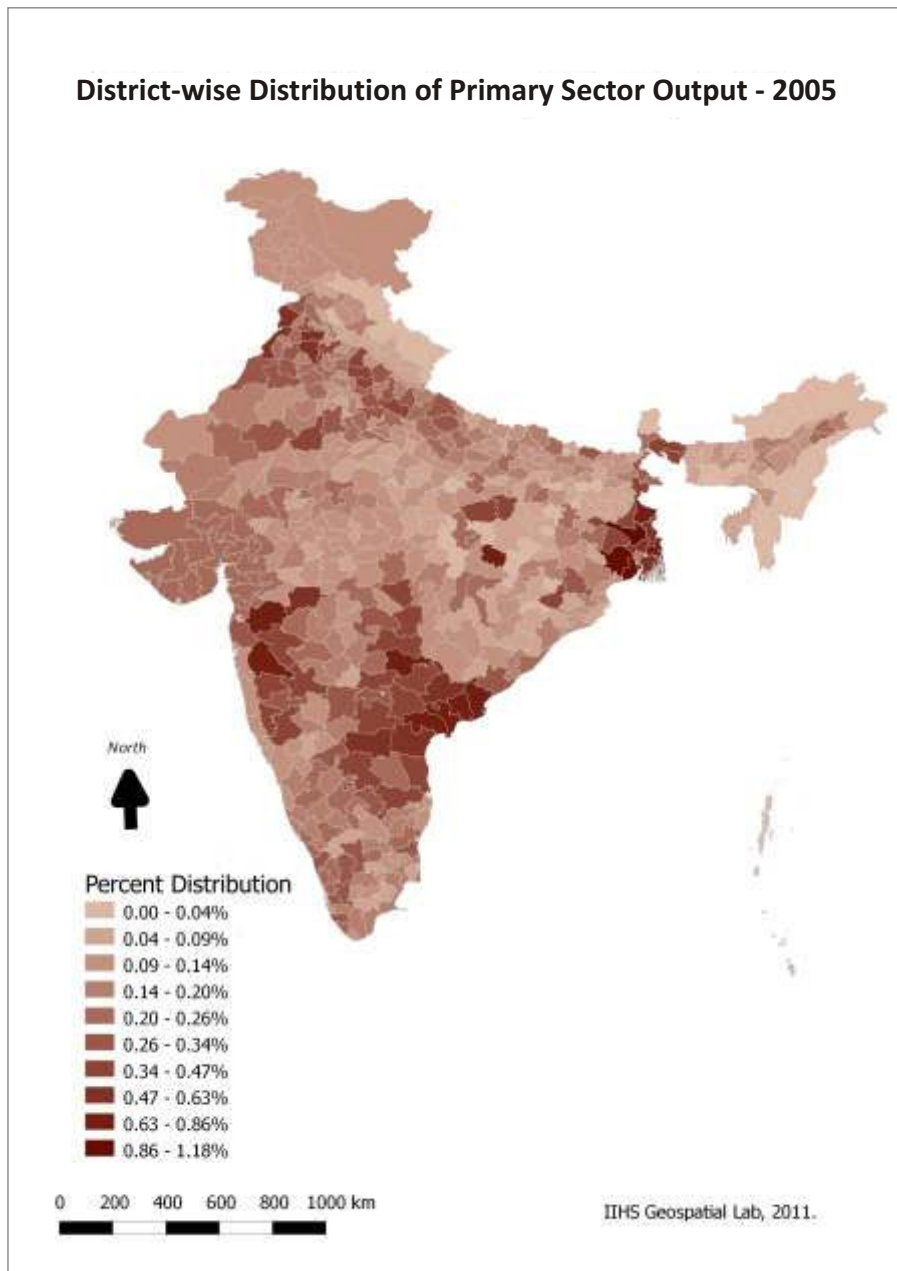 District-wise Distribution of Primary Sector Output - 2005
North
Percent Distribution
0.00 - 0.04%
0.04 - 0.09%
0.09 - 0.14%
0.14 - 0.20%
0.20 - 0.26%
0.26 - 0.34%
0.34 - 0.47%
0.47 - 0.63%
0.63 - 0.86%
0.86 - 1.18%
0 200 400 600 800 1000 km
IIHS Geospatial Lab, 2011.